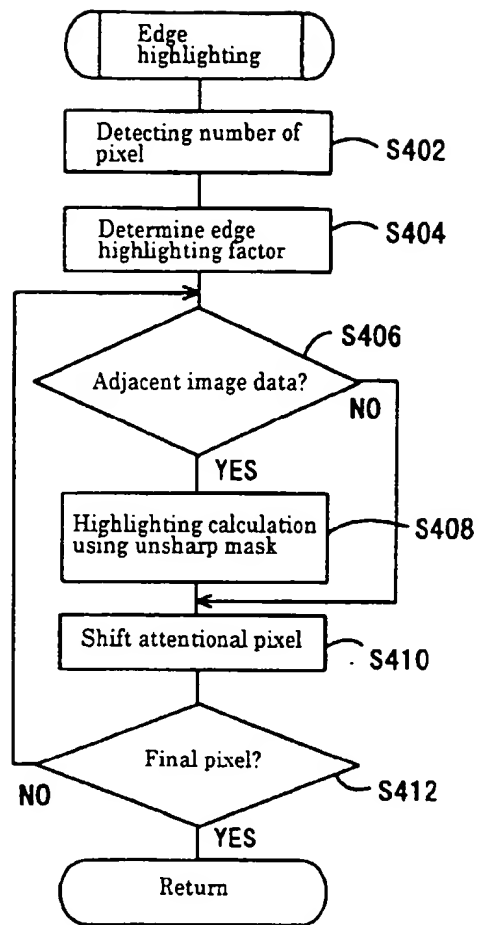 Edge
highlighting
Detecting number of
pixel
S402
Determine edge
highlighting factor
S404
S406
Adjacent image data?
NO
YES
Highlighting calculation
using unsharp mask
S408
Shift attentional pixel
S410
Final pixel?
NO
S412
YES
Return